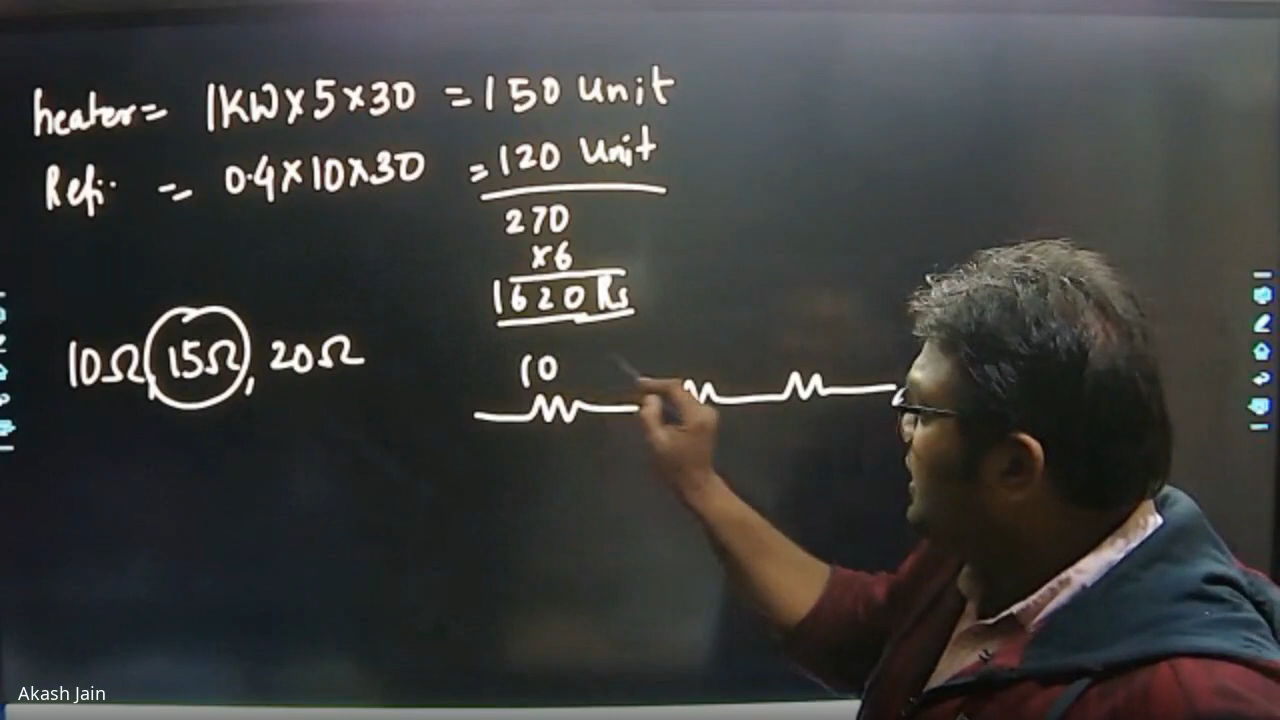 heater = 1KW×5×30 = 150 Unit
Refi. = 0.4×10×30 = 120 Unit
270
×6
1620 Rs
10Ω, 15Ω, 20Ω
10
Akash Jain